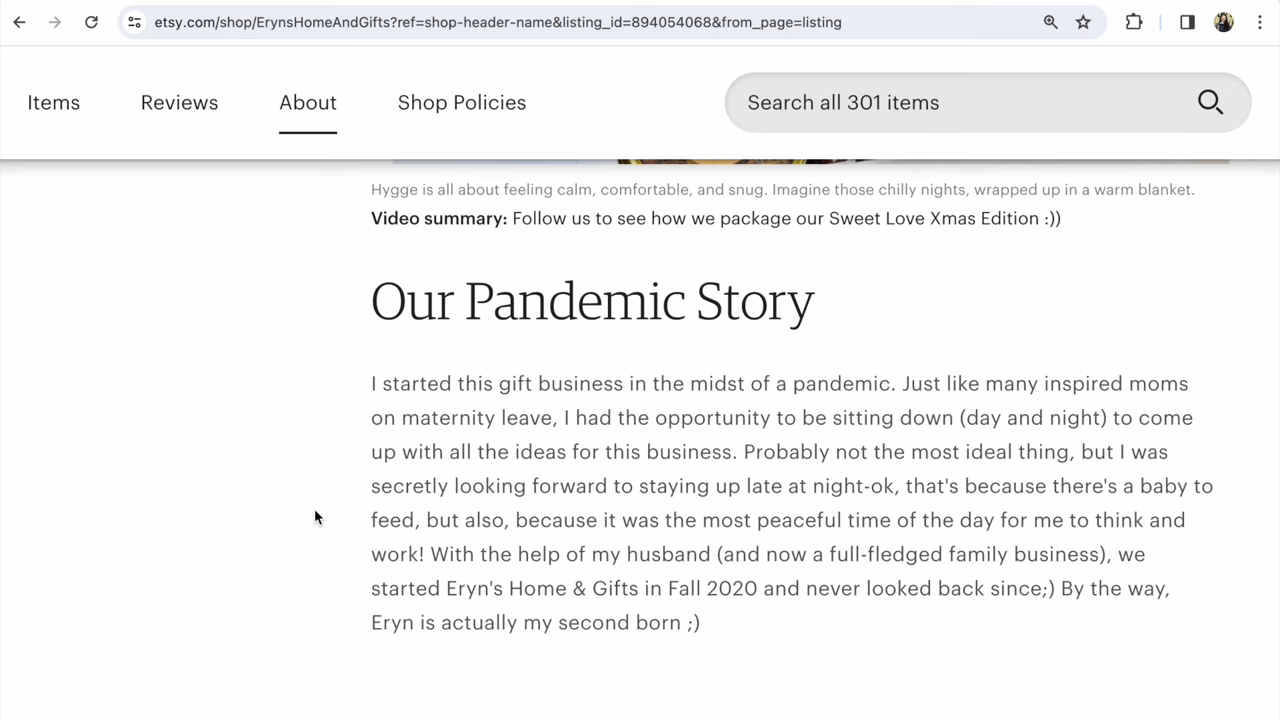 etsy.com/shop/ErynsHomeAndGifts?ref=shop-header-name&listing_id=894054068&from_page=listing
Items Reviews About Shop Policies Search all 301 items
Hygge is all about feeling calm, comfortable, and snug. Imagine those chilly nights, wrapped up in a warm blanket.
Video summary: Follow us to see how we package our Sweet Love Xmas Edition :))
Our Pandemic Story
I started this gift business in the midst of a pandemic. Just like many inspired moms
on maternity leave, I had the opportunity to be sitting down (day and night) to come
up with all the ideas for this business. Probably not the most ideal thing, but I was
secretly looking forward to staying up late at night-ok, that's because there's a baby to
feed, but also, because it was the most peaceful time of the day for me to think and
work! With the help of my husband (and now a full-fledged family business), we
started Eryn's Home & Gifts in Fall 2020 and never looked back since;) By the way,
Eryn is actually my second born ;)